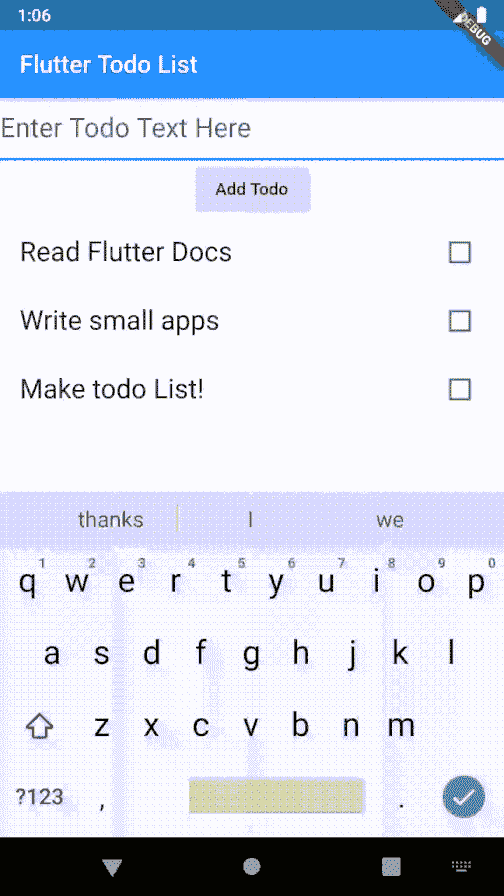 1:06
DEBUG
Flutter Todo List
Enter Todo Text Here
Add Todo
Read Flutter Docs
Write small apps
Make todo List!
thanks I we
1 2 3 4 5 6 7 8 9 0
q w e r t y u i o p
a s d f g h j k l
z x c v b n m
?123 , .